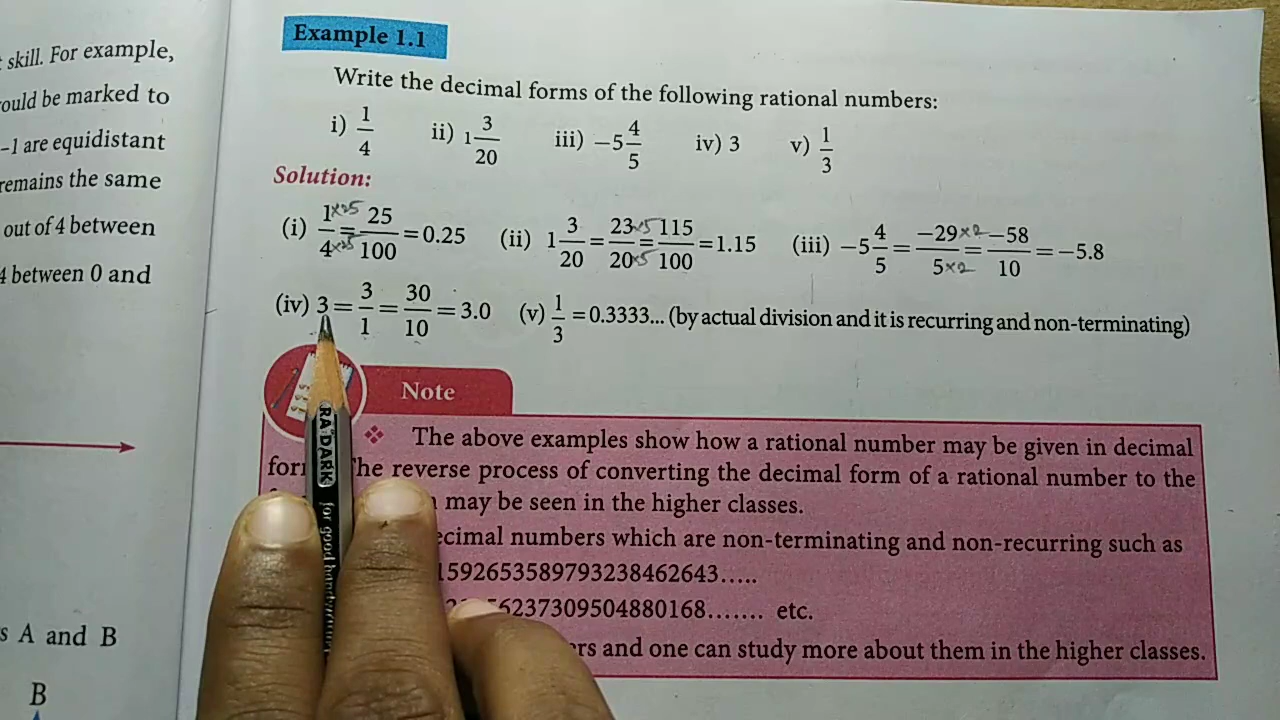 skill. For example,
ould be marked to
–1 are equidistant
remains the same
out of 4 between
4 between 0 and
s A and B
B
Example 1.1
Write the decimal forms of the following rational numbers:
i) 1/4 ii) 1 3/20 iii) −5 4/5 iv) 3 v) 1/3
Solution:
(i) 1×25/4×25 = 25/100 = 0.25 (ii) 1 3/20 = 23×5/20×5 = 115/100 = 1.15 (iii) −5 4/5 = −29×2/5×2 = −58/10 = −5.8
(iv) 3 = 3/1 = 30/10 = 3.0 (v) 1/3 = 0.3333... (by actual division and it is recurring and non-terminating)
Note
❖ The above examples show how a rational number may be given in decimal
for The reverse process of converting the decimal form of a rational number to the
may be seen in the higher classes.
ecimal numbers which are non-terminating and non-recurring such as
1592653589793238462643.....
6237309504880168....... etc.
rs and one can study more about them in the higher classes.
RA DARK for good